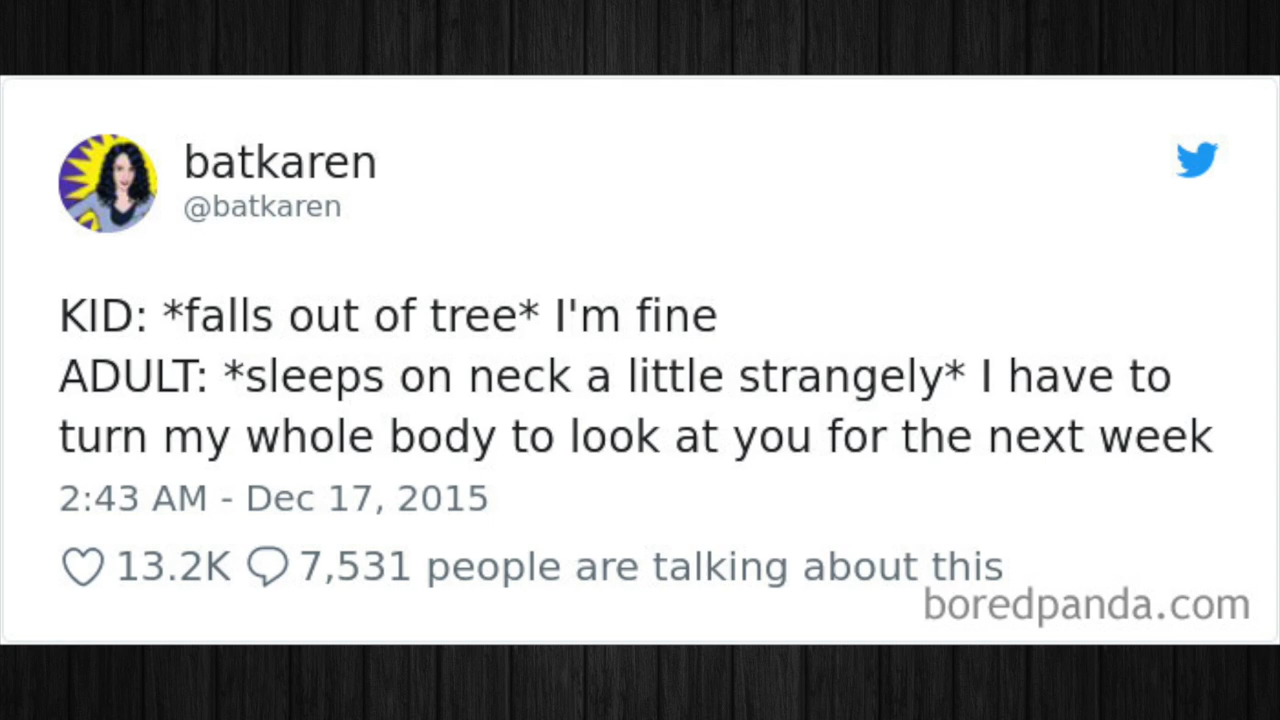 batkaren
@batkaren
KID: *falls out of tree* I'm fine
ADULT: *sleeps on neck a little strangely* I have to
turn my whole body to look at you for the next week
2:43 AM - Dec 17, 2015
13.2K 7,531 people are talking about this
boredpanda.com